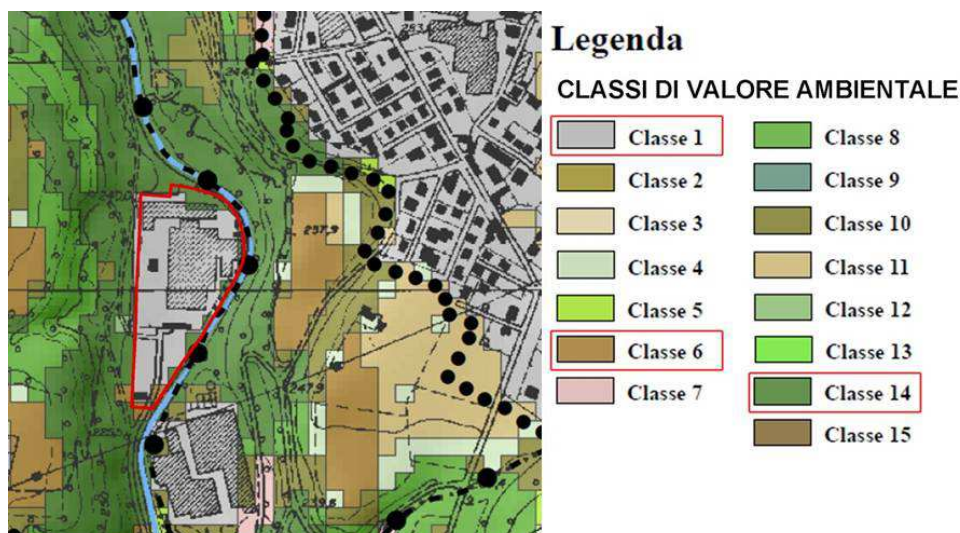 Legenda
CLASSI DI VALORE AMBIENTALE
Classe 1
Classe 2
Classe 3
Classe 4
Classe 5
Classe 6
Classe 7
Classe 8
Classe 9
Classe 10
Classe 11
Classe 12
Classe 13
Classe 14
Classe 15
257,9
247,9